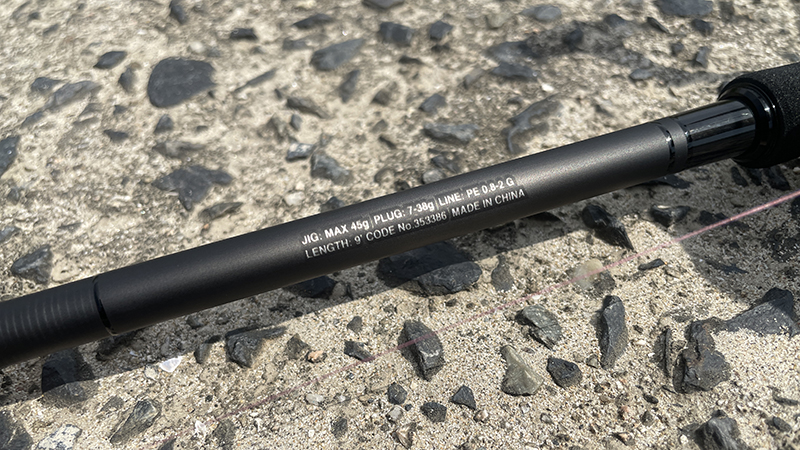 JIG: MAX 45g | PLUG: 7-38g | LINE: PE 0.8-2 G
LENGTH: 9' CODE No.353386 MADE IN CHINA